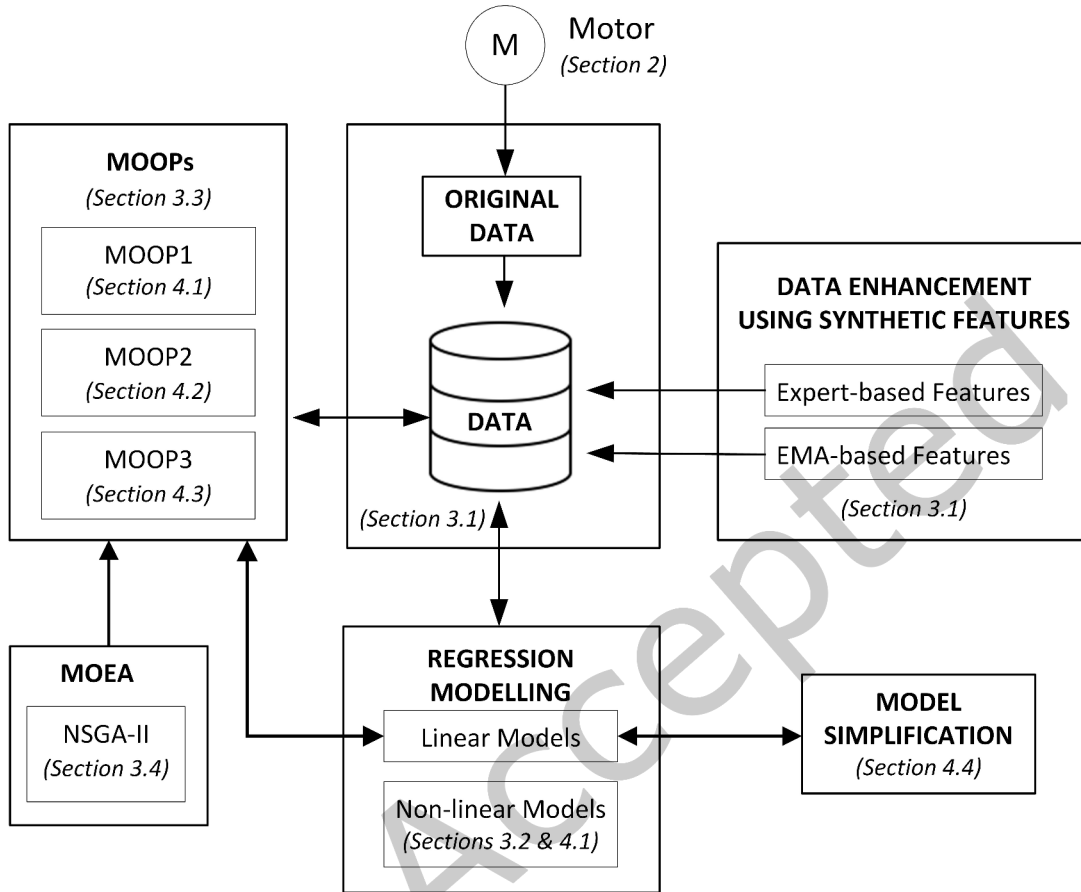 M
Motor
(Section 2)
MOOPs
(Section 3.3)
MOOP1
(Section 4.1)
MOOP2
(Section 4.2)
MOOP3
(Section 4.3)
ORIGINAL
DATA
DATA
(Section 3.1)
DATA ENHANCEMENT
USING SYNTHETIC FEATURES
Expert-based Features
EMA-based Features
(Section 3.1)
MOEA
NSGA-II
(Section 3.4)
REGRESSION
MODELLING
Linear Models
Non-linear Models
(Sections 3.2 & 4.1)
MODEL
SIMPLIFICATION
(Section 4.4)
Accepted